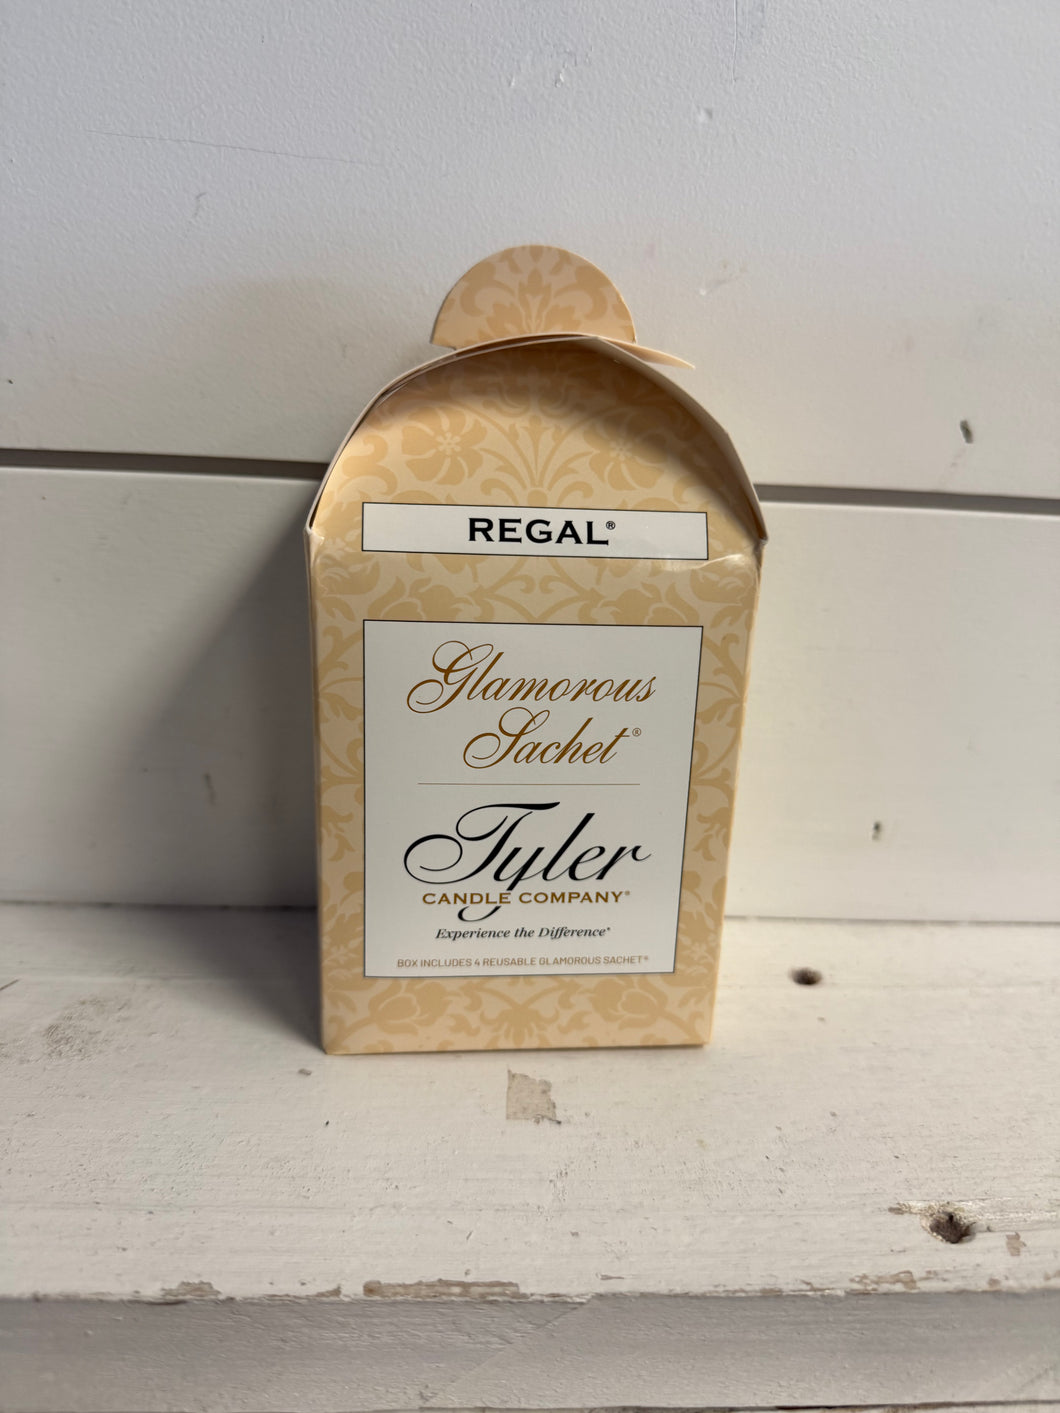 REGAL®
Glamorous
Sachet®
Tyler
CANDLE COMPANY®
Experience the Difference®
BOX INCLUDES 4 REUSABLE GLAMOROUS SACHET®